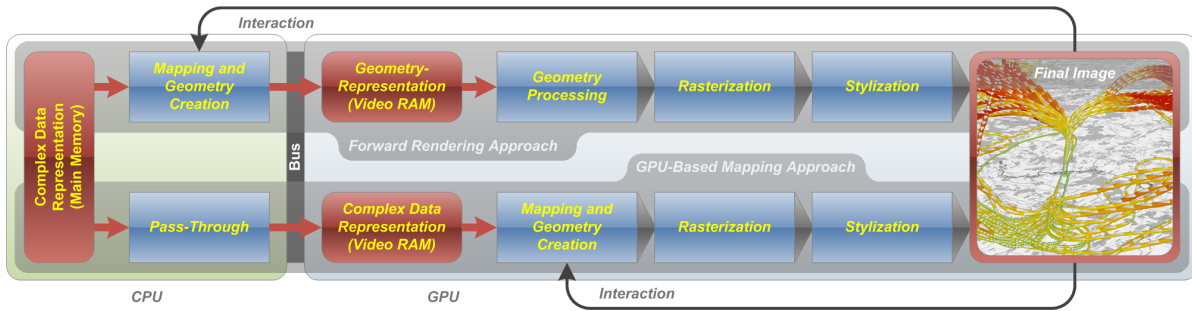 Interaction
Complex Data
Representation
(Main Memory)
Mapping and
Geometry
Creation
Bus
Geometry-
Representation
(Video RAM)
Geometry
Processing
Rasterization
Stylization
Final Image
Forward Rendering Approach
GPU-Based Mapping Approach
Pass-Through
Complex Data
Representation
(Video RAM)
Mapping and
Geometry
Creation
Rasterization
Stylization
CPU
GPU
Interaction